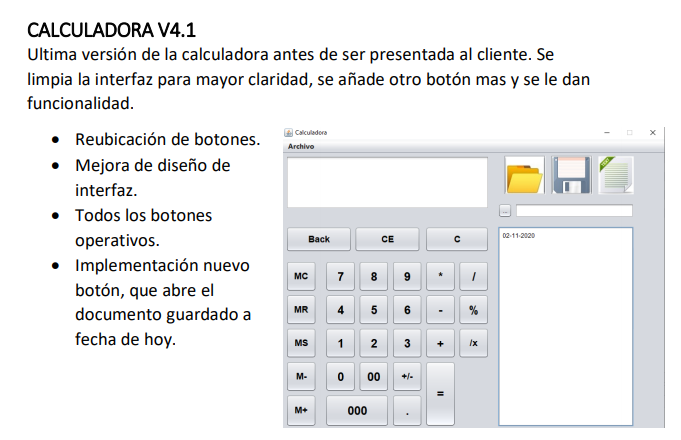 CALCULADORA V4.1
Ultima versión de la calculadora antes de ser presentada al cliente. Se
limpia la interfaz para mayor claridad, se añade otro botón mas y se le dan
funcionalidad.
• Reubicación de botones.
• Mejora de diseño de
interfaz.
• Todos los botones
operativos.
• Implementación nuevo
botón, que abre el
documento guardado a
fecha de hoy.
Calculadora
Archivo
02-11-2020
Back CE C
MC 7 8 9 * /
MR 4 5 6 - %
MS 1 2 3 + /x
M- 0 00 +/- =
M+ 000 .